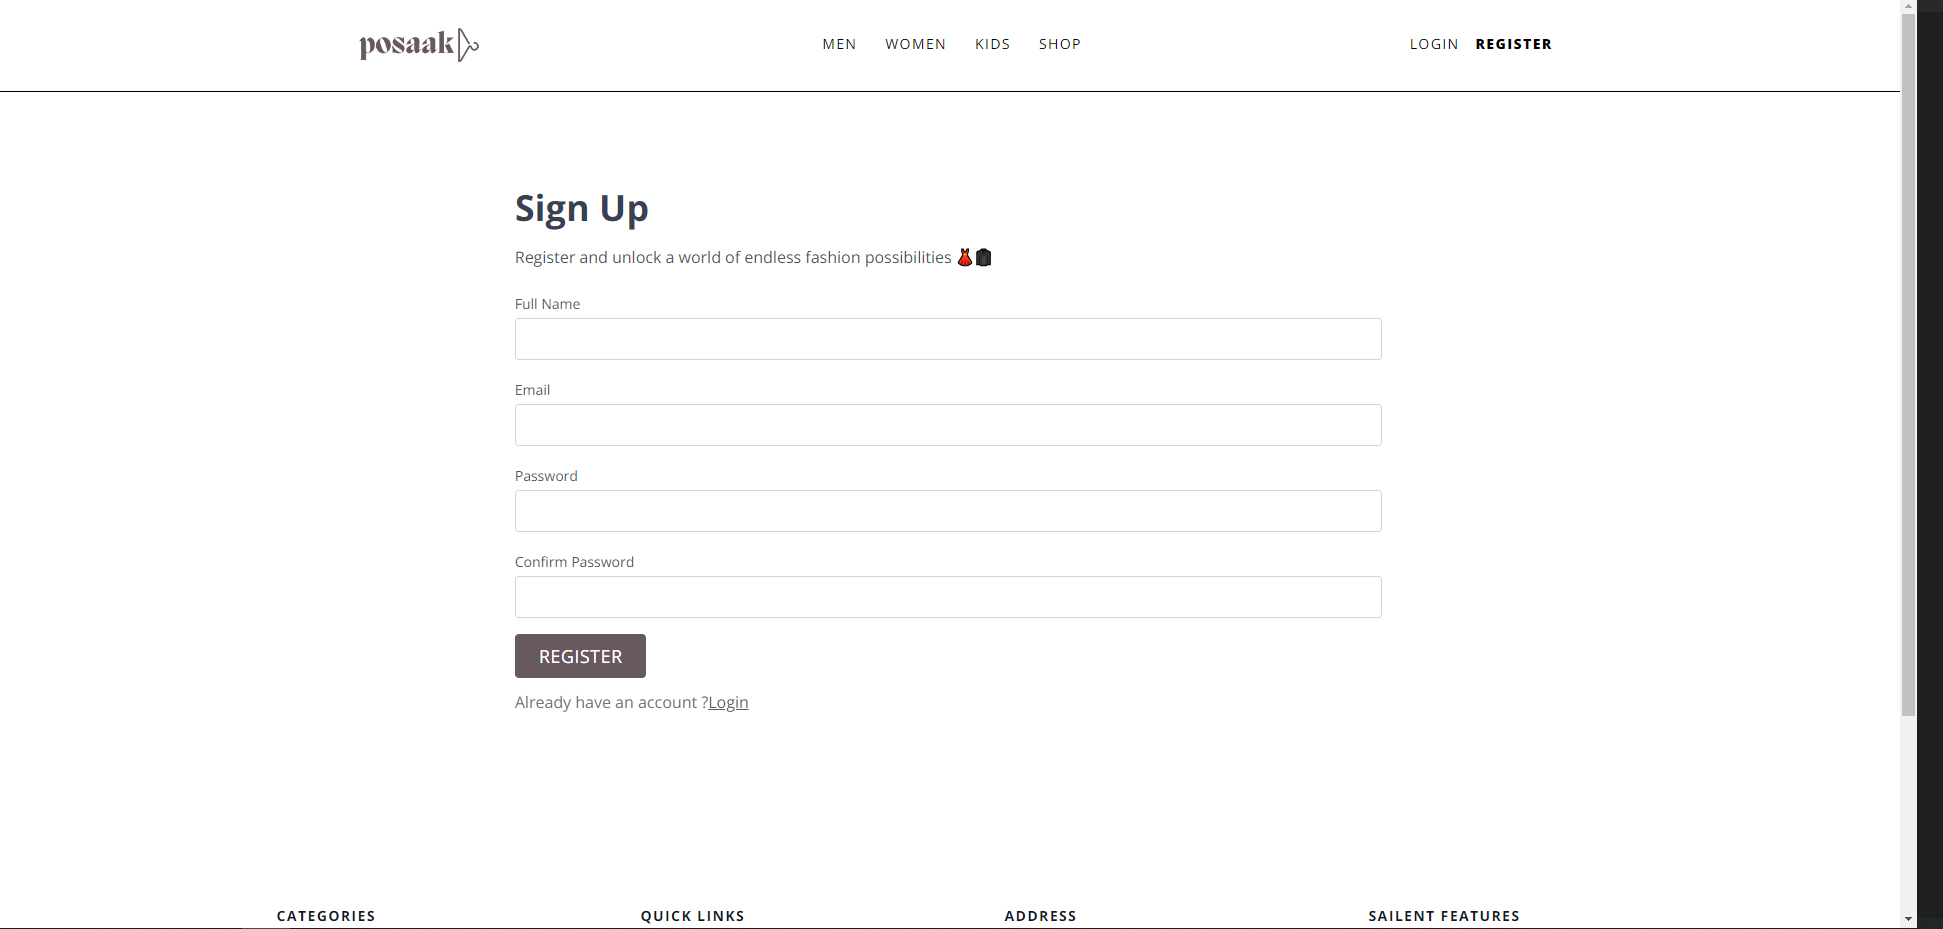 posaak
MEN WOMEN KIDS SHOP
LOGIN REGISTER
Sign Up
Register and unlock a world of endless fashion possibilities 👗🧥
Full Name
Email
Password
Confirm Password
REGISTER
Already have an account ?Login
CATEGORIES QUICK LINKS ADDRESS SAILENT FEATURES